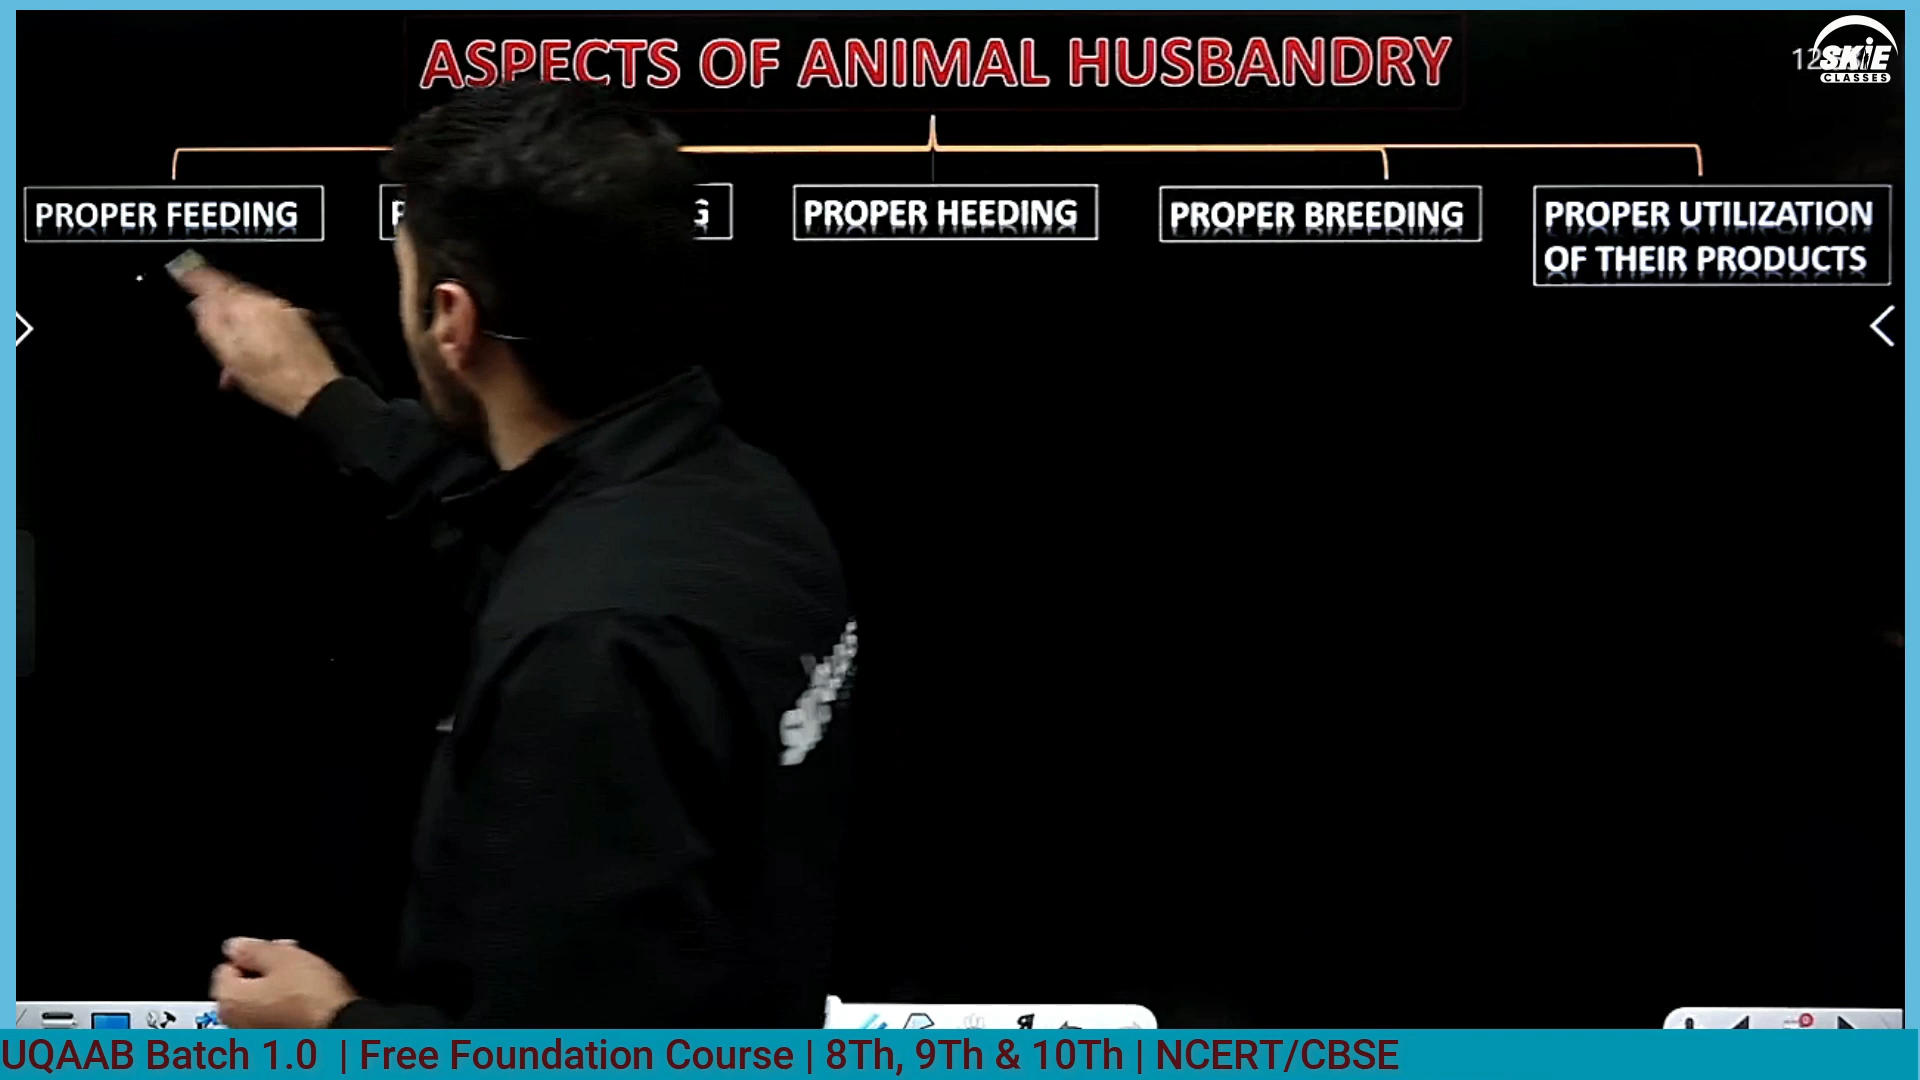 ASPECTS OF ANIMAL HUSBANDRY
SKIE
CLASSES
PROPER FEEDING
PROPER HEEDING
PROPER BREEDING
PROPER UTILIZATION
OF THEIR PRODUCTS
UQAAB Batch 1.0 | Free Foundation Course | 8Th, 9Th & 10Th | NCERT/CBSE